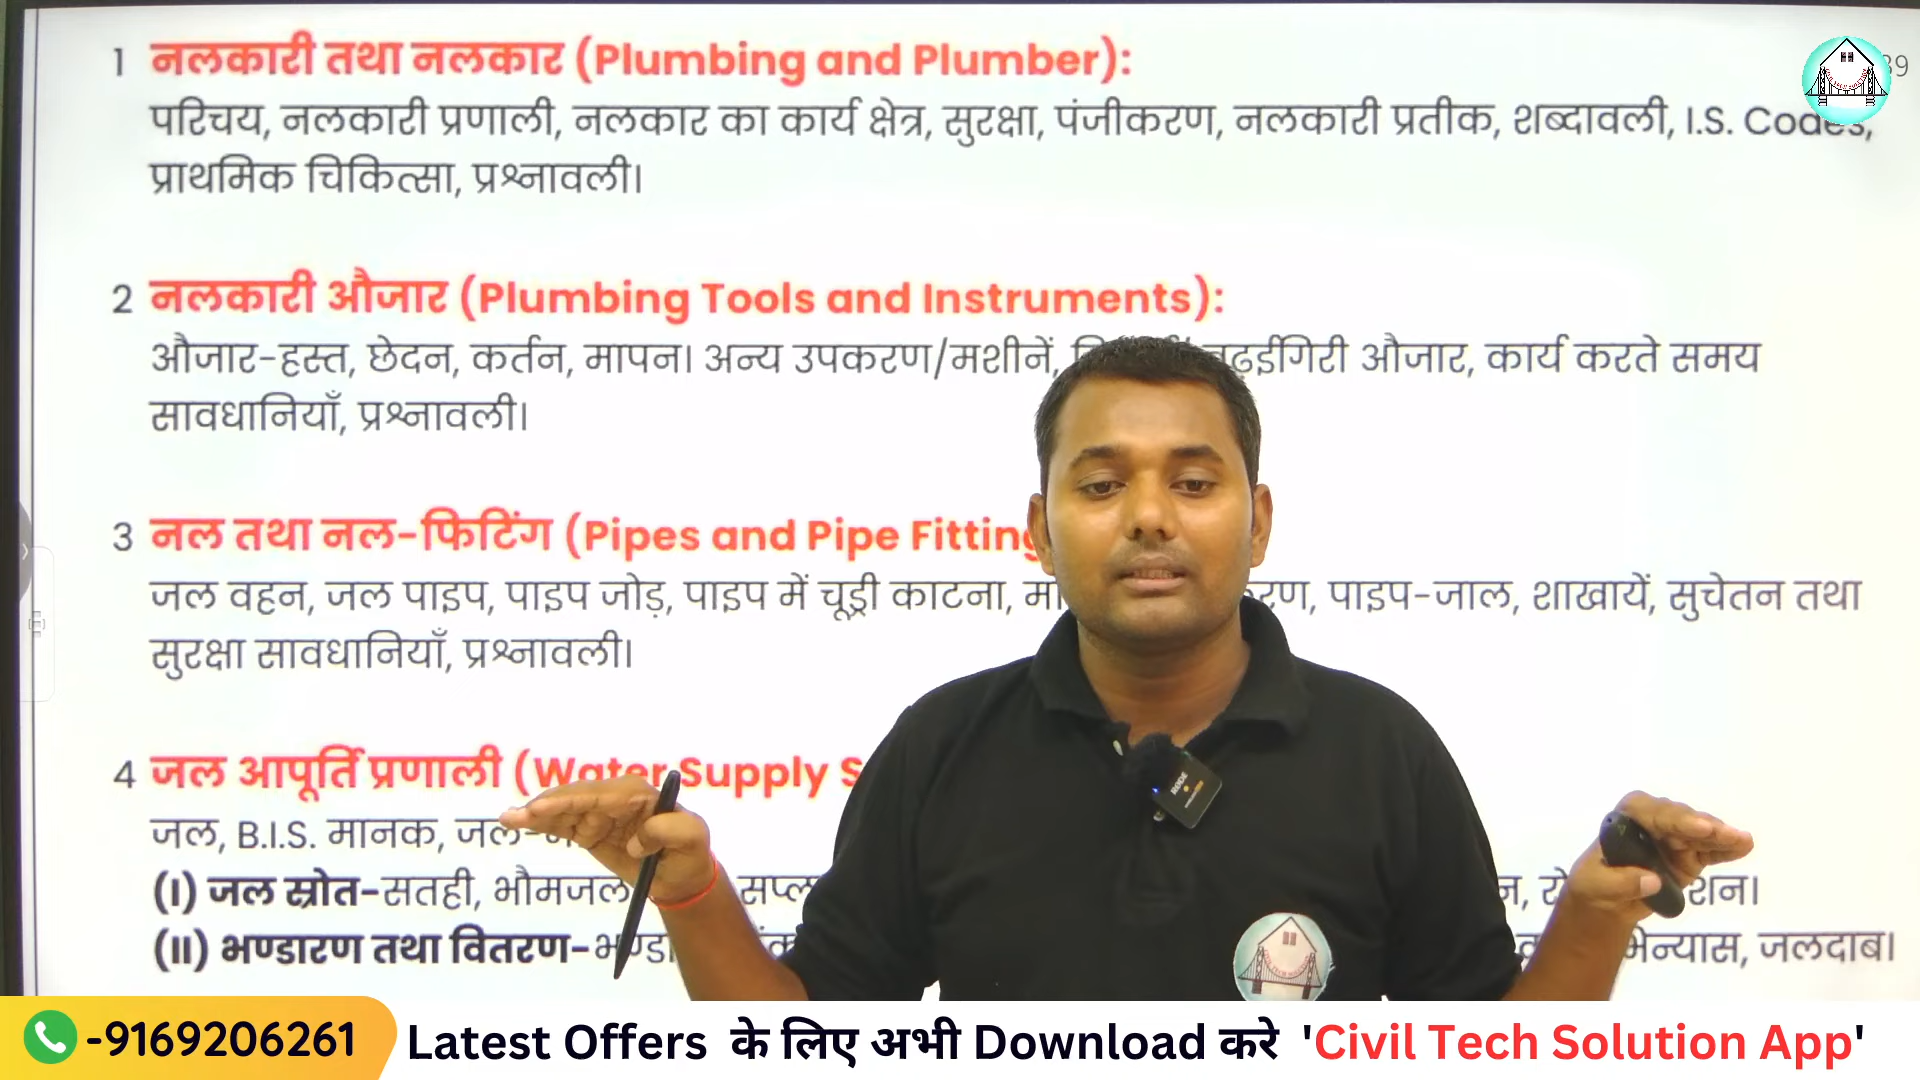 39
1 नलकारी तथा नलकार (Plumbing and Plumber):
परिचय, नलकारी प्रणाली, नलकार का कार्य क्षेत्र, सुरक्षा, पंजीकरण, नलकारी प्रतीक, शब्दावली, I.S. Codes,
प्राथमिक चिकित्सा, प्रश्नावली।
2 नलकारी औजार (Plumbing Tools and Instruments):
औजार-हस्त, छेदन, कर्तन, मापन। अन्य उपकरण/मशीनें, औजार, कार्य करते समय
सावधानियाँ, प्रश्नावली।
3 नल तथा नल-फिटिंग (Pipes and Pipe Fitting
जल वहन, जल पाइप, पाइप जोड़, पाइप में चूड़ी काटना, पाइप-जाल, शाखायें, सुचेतन तथा
सुरक्षा सावधानियाँ, प्रश्नावली।
4 जल आपूर्ति प्रणाली (Water Supply S
जल, B.I.S. मानक,
(I) जल स्रोत-सतही, भौमजल
(II) भण्डारण तथा वितरण- जलदाब।
RODE
-9169206261 Latest Offers के लिए अभी Download करे 'Civil Tech Solution App'